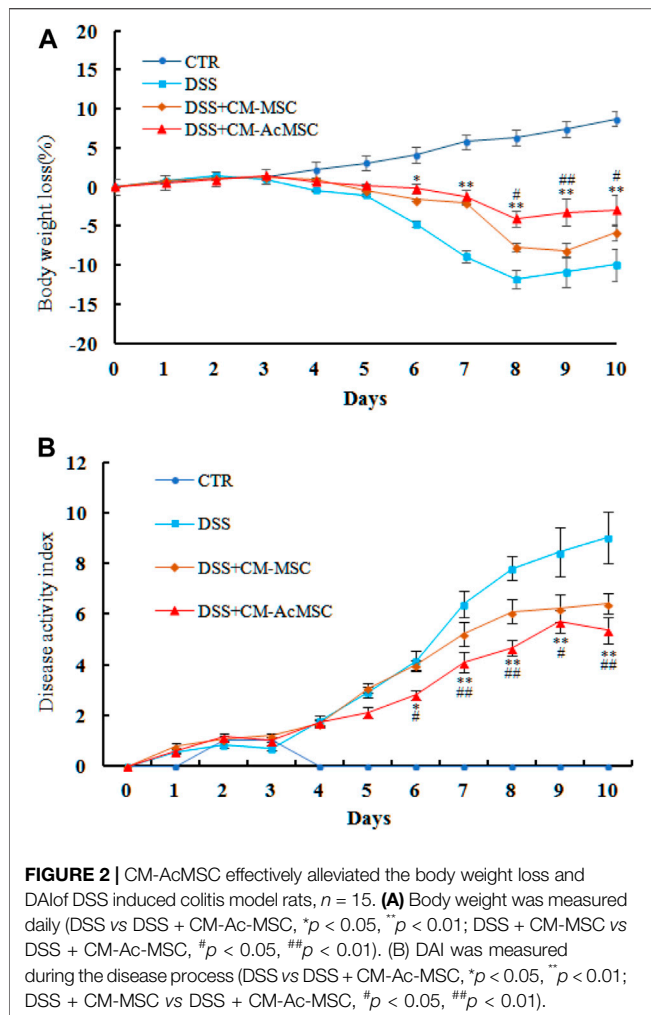 A
CTR
DSS
DSS+CM-MSC
DSS+CM-AcMSC
Body weight loss(%)
20
15
10
5
0
-5
-10
-15
-20
* ** # ** ## ** # **
0 1 2 3 4 5 6 7 8 9 10
Days
B
CTR
DSS
DSS+CM-MSC
DSS+CM-AcMSC
Disease activity index
12
10
8
6
4
2
0
* # ** ## ** ## ** # ** ##
0 1 2 3 4 5 6 7 8 9 10
Days
FIGURE 2 | CM-AcMSC effectively alleviated the body weight loss and
DAIof DSS induced colitis model rats, n = 15. (A) Body weight was measured
daily (DSS vs DSS + CM-Ac-MSC, *p < 0.05, **p < 0.01; DSS + CM-MSC vs
DSS + CM-Ac-MSC, #p < 0.05, ##p < 0.01). (B) DAI was measured
during the disease process (DSS vs DSS + CM-Ac-MSC, *p < 0.05, **p < 0.01;
DSS + CM-MSC vs DSS + CM-Ac-MSC, #p < 0.05, ##p < 0.01).